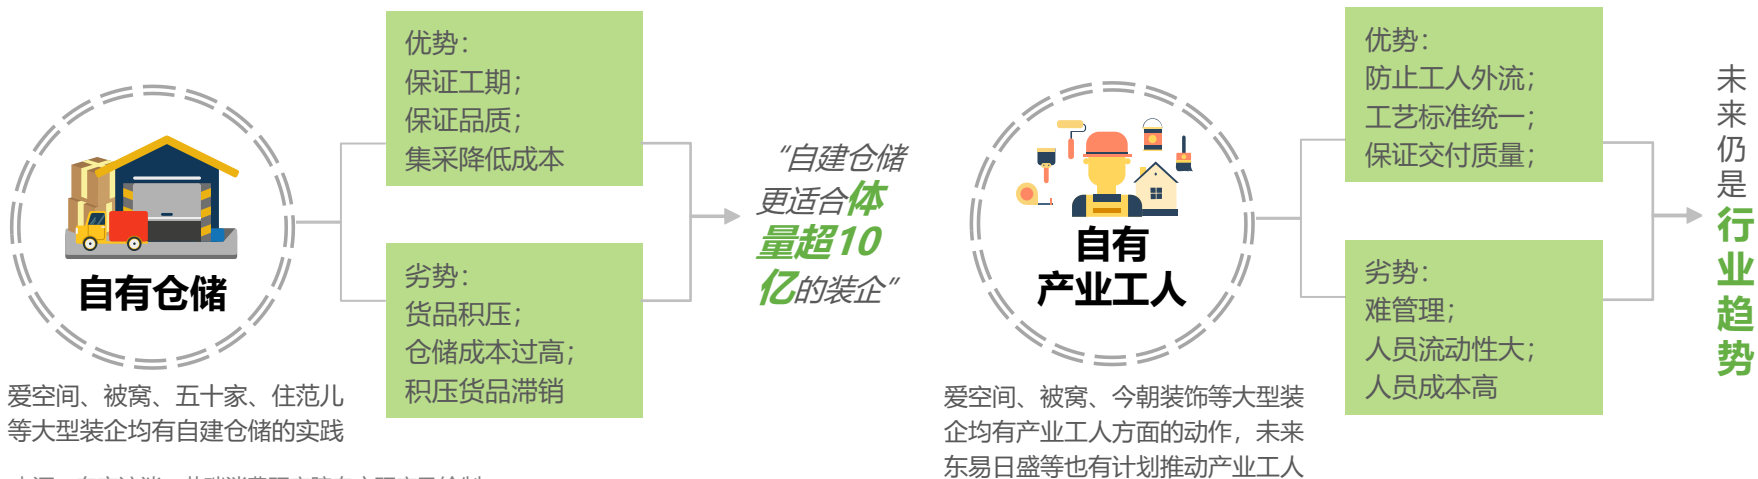 优势：
保证工期；
保证品质；
集采降低成本
自有仓储
劣势：
货品积压；
仓储成本过高；
积压货品滞销
“自建仓储
更适合体
量超10
亿的装企”
爱空间、被窝、五十家、住范儿
等大型装企均有自建仓储的实践
优势：
防止工人外流；
工艺标准统一；
保证交付质量；
自有
产业工人
劣势：
难管理；
人员流动性大；
人员成本高
未来仍是行业趋势
爱空间、被窝、今朝装饰等大型装
企均有产业工人方面的动作，未来
东易日盛等也有计划推动产业工人